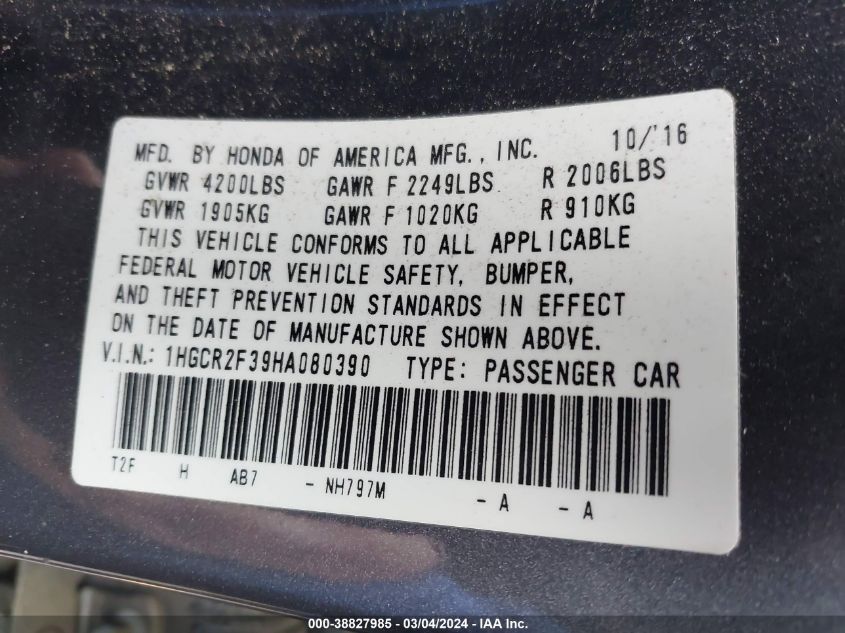 MFD. BY HONDA OF AMERICA MFG., INC. 10/'16
GVWR 4200LBS GAWR F 2249LBS R 2006LBS
GVWR 1905KG GAWR F 1020KG R 910KG
THIS VEHICLE CONFORMS TO ALL APPLICABLE
FEDERAL MOTOR VEHICLE SAFETY, BUMPER,
AND THEFT PREVENTION STANDARDS IN EFFECT
ON THE DATE OF MANUFACTURE SHOWN ABOVE.
V.I.N.: 1HGCR2F39HA080390 TYPE: PASSENGER CAR
T2F H AB7 - NH797M - A - A
000-38827985 - 03/04/2024 - IAA Inc.